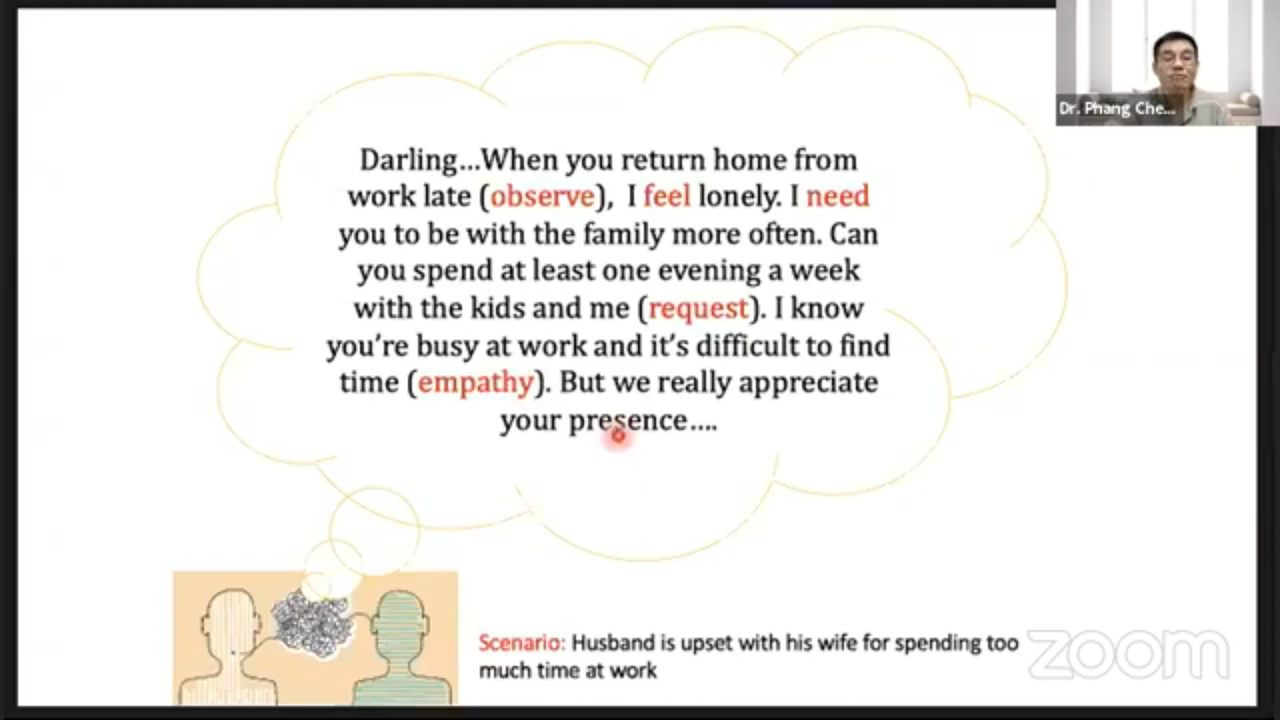 Dr. Phang Che...
Darling...When you return home from
work late (observe), I feel lonely. I need
you to be with the family more often. Can
you spend at least one evening a week
with the kids and me (request). I know
you're busy at work and it's difficult to find
time (empathy). But we really appreciate
your presence....
Scenario: Husband is upset with his wife for spending too
much time at work
zoom